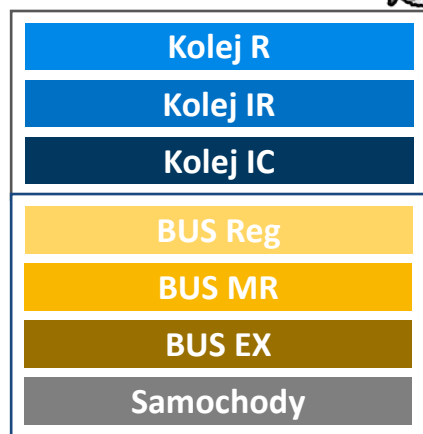 Kolej R
Kolej IR
Kolej IC
BUS Reg
BUS MR
BUS EX
Samochody